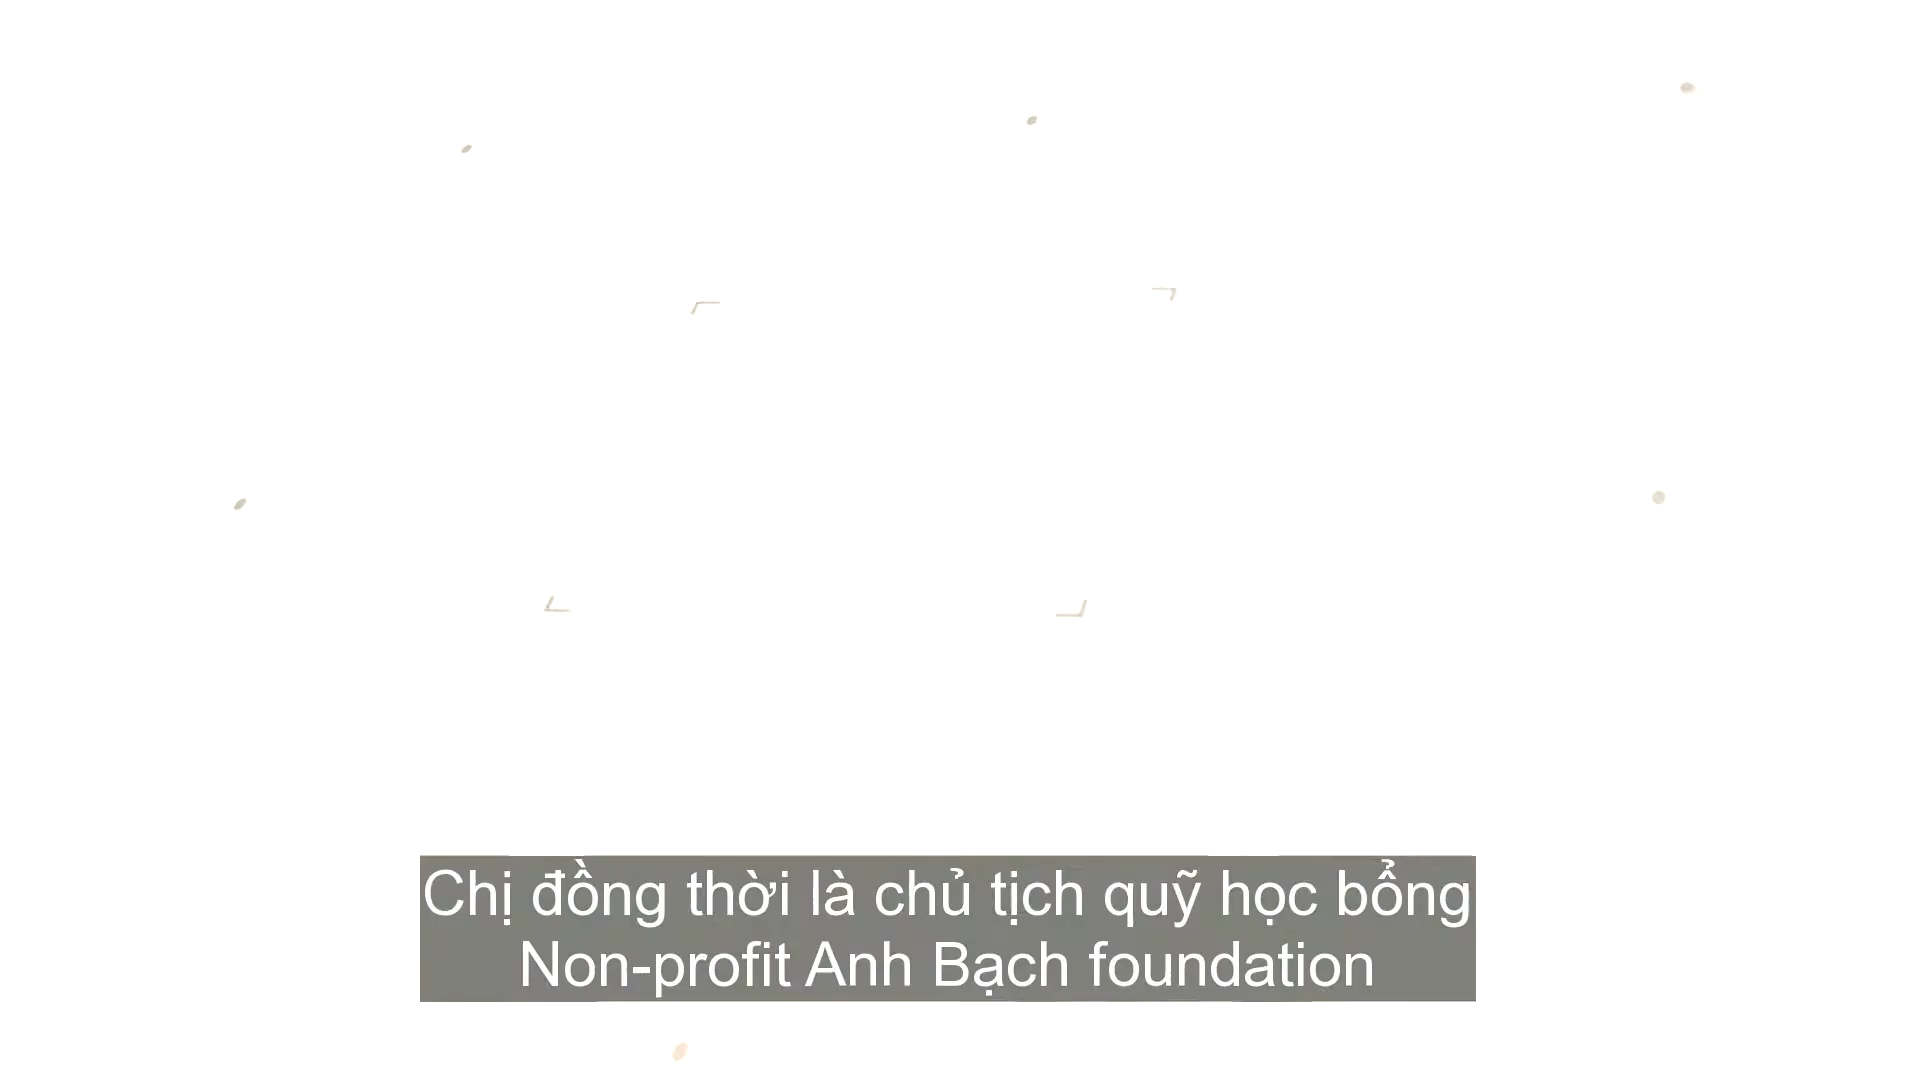 Chị đồng thời là chủ tịch quỹ học bổng
Non-profit Anh Bạch foundation